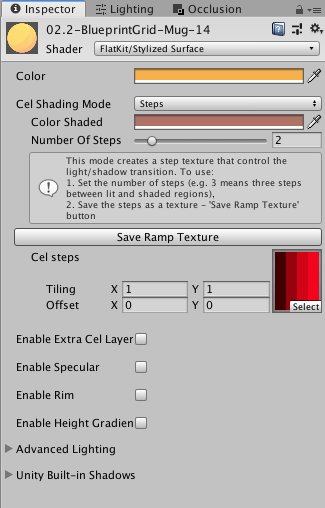 Inspector Lighting Occlusion
02.2-BlueprintGrid-Mug-14
Shader FlatKit/Stylized Surface
Color
Cel Shading Mode Steps
Color Shaded
Number Of Steps 2
This mode creates a step texture that control the
light/shadow transition. To use:
1. Set the number of steps (e.g. 3 means three steps
between lit and shaded regions),
2. Save the steps as a texture - 'Save Ramp Texture'
button
Save Ramp Texture
Cel steps
Tiling X 1 Y 1
Offset X 0 Y 0
Select
Enable Extra Cel Layer
Enable Specular
Enable Rim
Enable Height Gradien
Advanced Lighting
Unity Built-in Shadows